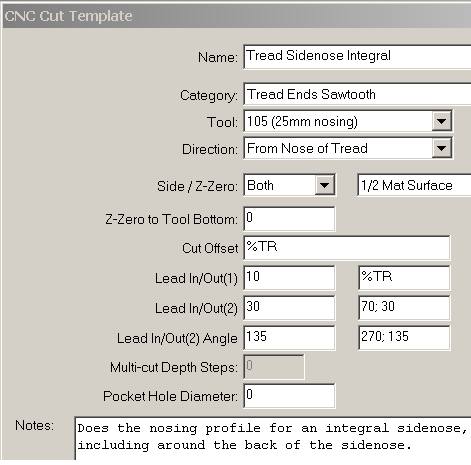 CNC Cut Template
Name: Tread Sidenose Integral
Category: Tread Ends Sawtooth
Tool: 105 (25mm nosing)
Direction: From Nose of Tread
Side / Z-Zero: Both 1/2 Mat Surface
Z-Zero to Tool Bottom: 0
Cut Offset %TR
Lead In/Out(1) 10 %TR
Lead In/Out(2) 30 70; 30
Lead In/Out(2) Angle 135 270; 135
Multi-cut Depth Steps: 0
Pocket Hole Diameter: 0
Notes: Does the nosing profile for an integral sidenose,
including around the back of the sidenose.